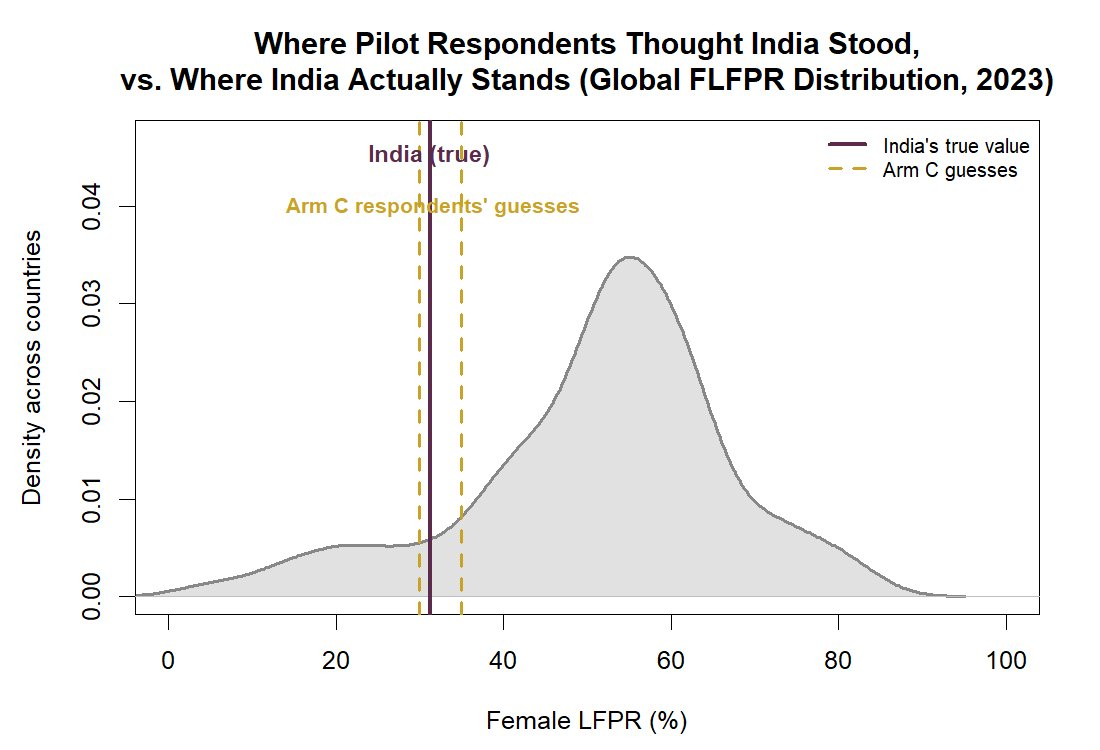 Where Pilot Respondents Thought India Stood,
vs. Where India Actually Stands (Global FLFPR Distribution, 2023)
India (true)
Arm C respondents' guesses
India's true value
Arm C guesses
Density across countries
0.04
0.03
0.02
0.01
0.00
0 20 40 60 80 100
Female LFPR (%)